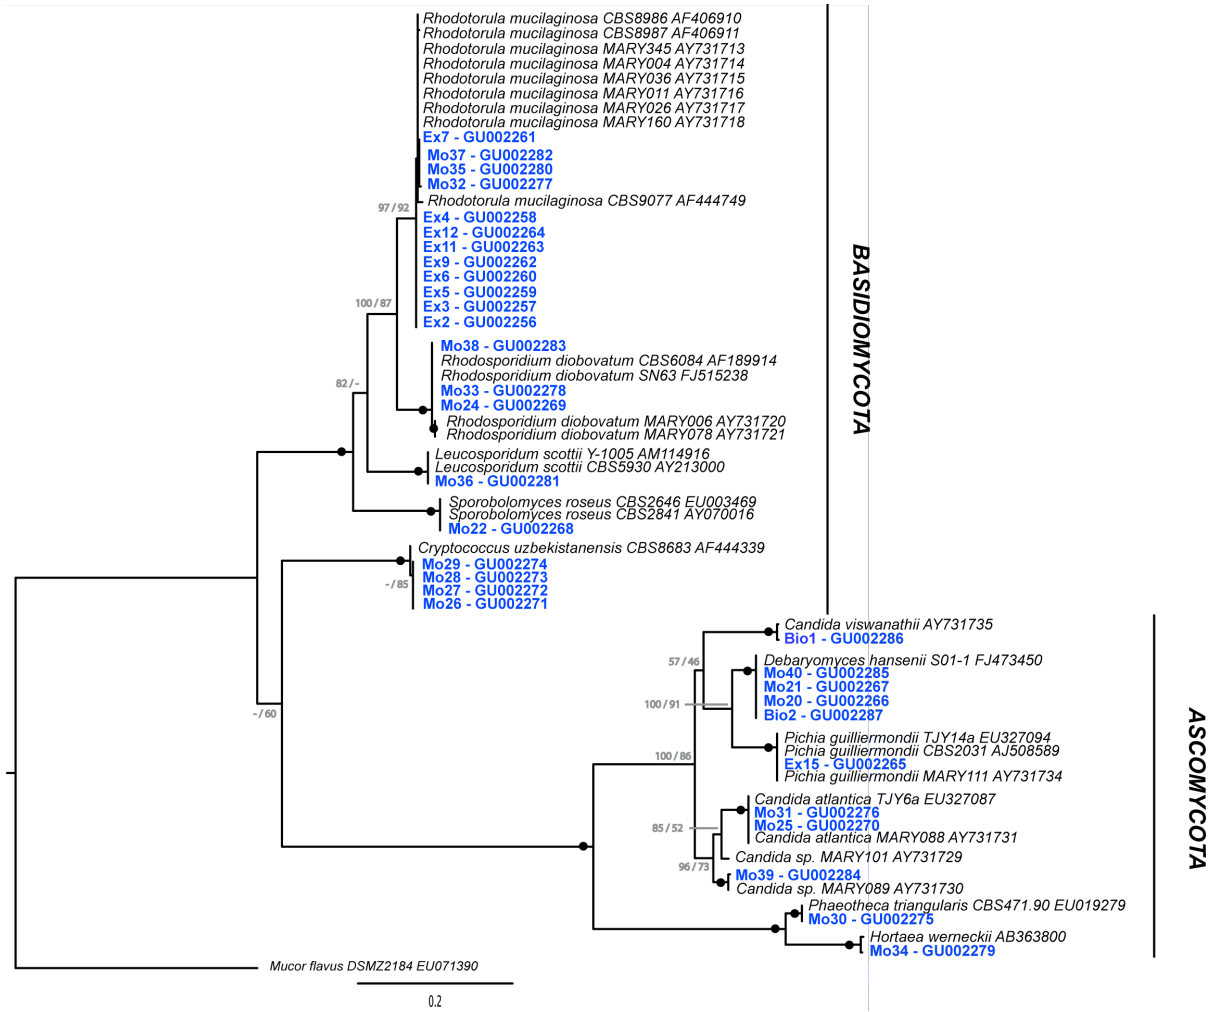 Rhodotorula mucilaginosa CBS8986 AF406910
Rhodotorula mucilaginosa CBS8987 AF406911
Rhodotorula mucilaginosa MARY345 AY731713
Rhodotorula mucilaginosa MARY004 AY731714
Rhodotorula mucilaginosa MARY036 AY731715
Rhodotorula mucilaginosa MARY011 AY731716
Rhodotorula mucilaginosa MARY026 AY731717
Rhodotorula mucilaginosa MARY160 AY731718
Ex7 - GU002261
Mo37 - GU002282
Mo35 - GU002280
Mo32 - GU002277
Rhodotorula mucilaginosa CBS9077 AF444749
97 / 92
Ex4 - GU002258
Ex12 - GU002264
Ex11 - GU002263
Ex9 - GU002262
Ex6 - GU002260
Ex5 - GU002259
Ex3 - GU002257
Ex2 - GU002256
100 / 87
Mo38 - GU002283
Rhodosporidium diobovatum CBS6084 AF189914
Rhodosporidium diobovatum SN63 FJ515238
Mo33 - GU002278
Mo24 - GU002269
82 / -
Rhodosporidium diobovatum MARY006 AY731720
Rhodosporidium diobovatum MARY078 AY731721
Leucosporidum scottii Y-1005 AM114916
Leucosporidum scottii CBS5930 AY213000
Mo36 - GU002281
Sporobolomyces roseus CBS2646 EU003469
Sporobolomyces roseus CBS2841 AY070016
Mo22 - GU002268
Cryptococcus uzbekistanensis CBS8683 AF444339
Mo29 - GU002274
Mo28 - GU002273
Mo27 - GU002272
Mo26 - GU002271
- / 85
BASIDIOMYCOTA
- / 60
Candida viswanathii AY731735
Bio1 - GU002286
57 / 46
Debaryomyces hansenii S01-1 FJ473450
Mo40 - GU002285
Mo21 - GU002267
Mo20 - GU002266
Bio2 - GU002287
100 / 91
Pichia guilliermondii TJY14a EU327094
Pichia guilliermondii CBS2031 AJ508589
Ex15 - GU002265
Pichia guilliermondii MARY111 AY731734
100 / 86
Candida atlantica TJY6a EU327087
Mo31 - GU002276
Mo25 - GU002270
Candida atlantica MARY088 AY731731
85 / 52
Candida sp. MARY101 AY731729
96 / 73
Mo39 - GU002284
Candida sp. MARY089 AY731730
Phaeotheca triangularis CBS471.90 EU019279
Mo30 - GU002275
Hortaea werneckii AB363800
Mo34 - GU002279
ASCOMYCOTA
Mucor flavus DSMZ2184 EU071390
0.2